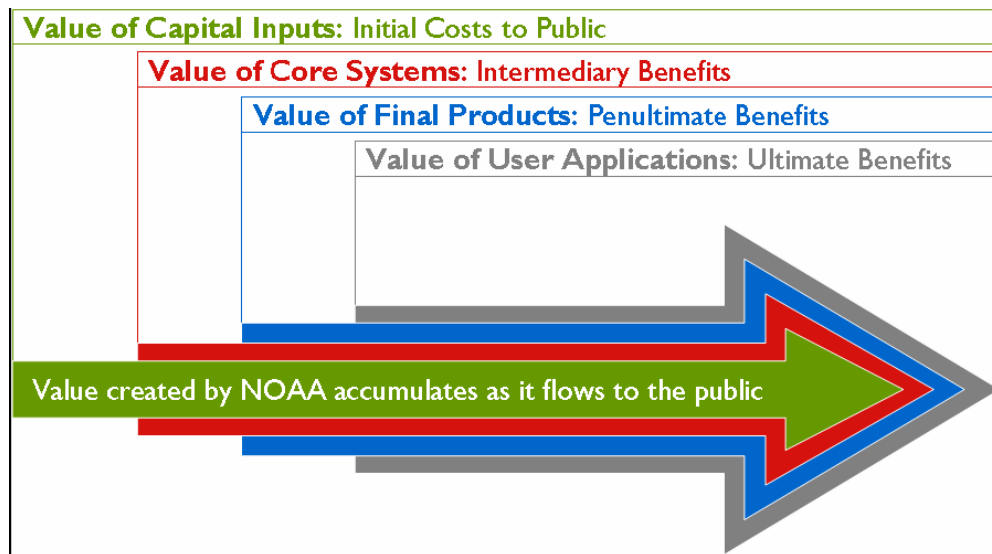 Value of Capital Inputs: Initial Costs to Public
Value of Core Systems: Intermediary Benefits
Value of Final Products: Penultimate Benefits
Value of User Applications: Ultimate Benefits
Value created by NOAA accumulates as it flows to the public